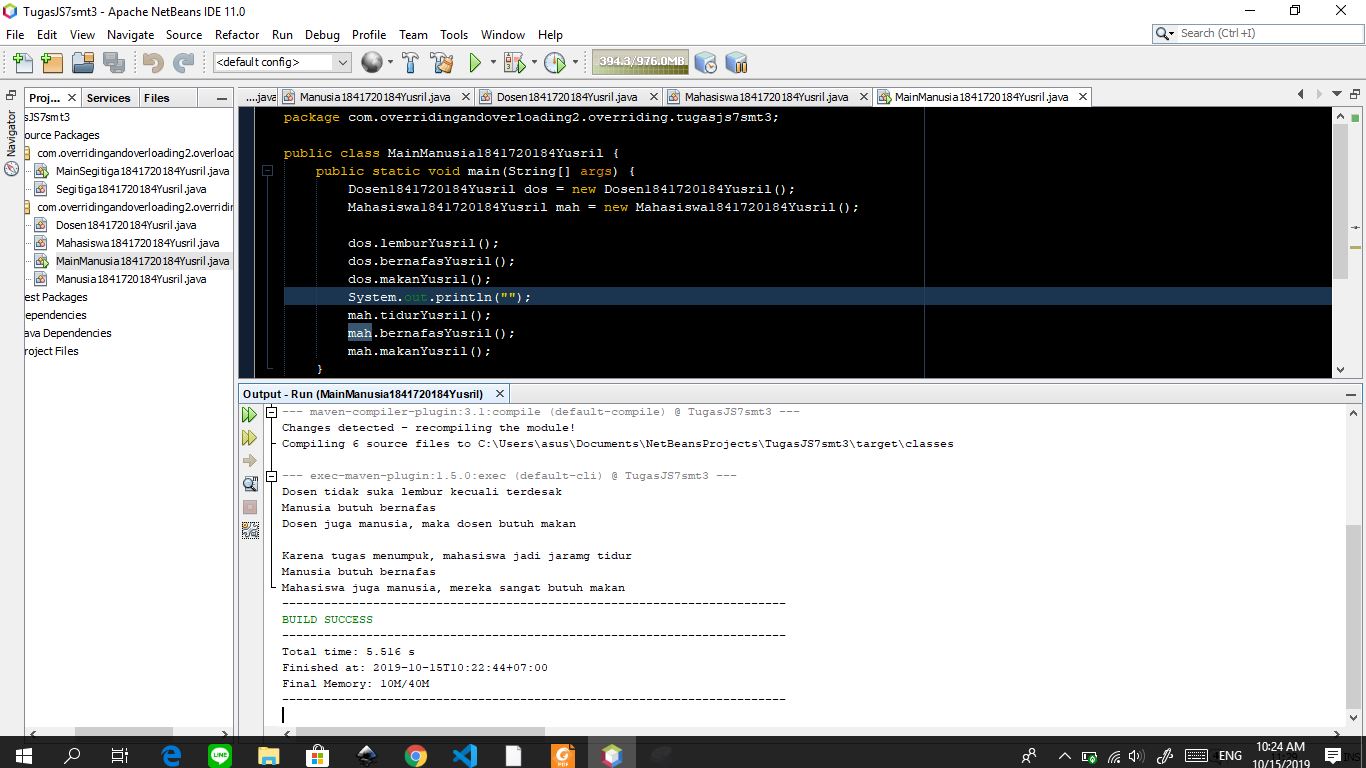 TugasJS7smt3 - Apache NetBeans IDE 11.0
File Edit View Navigate Source Refactor Run Debug Profile Team Tools Window Help
Search (Ctrl+I)
<default config>
394.3/976.0MB
Proj... Services Files
Navigator
sJS7smt3
ource Packages
com.overridingandoverloading2.overload
MainSegitiga1841720184Yusril.java
Segitiga1841720184Yusril.java
com.overridingandoverloading2.overridin
Dosen1841720184Yusril.java
Mahasiswa1841720184Yusril.java
MainManusia1841720184Yusril.java
Manusia1841720184Yusril.java
est Packages
ependencies
ava Dependencies
roject Files
....java Manusia1841720184Yusril.java Dosen1841720184Yusril.java Mahasiswa1841720184Yusril.java MainManusia1841720184Yusril.java
package com.overridingandoverloading2.overriding.tugasjs7smt3;
public class MainManusia1841720184Yusril {
public static void main(String[] args) {
Dosen1841720184Yusril dos = new Dosen1841720184Yusril();
Mahasiswa1841720184Yusril mah = new Mahasiswa1841720184Yusril();
dos.lemburYusril();
dos.bernafasYusril();
dos.makanYusril();
System.out.println("");
mah.tidurYusril();
mah.bernafasYusril();
mah.makanYusril();
}
Output - Run (MainManusia1841720184Yusril)
--- maven-compiler-plugin:3.1:compile (default-compile) @ TugasJS7smt3 ---
Changes detected - recompiling the module!
Compiling 6 source files to C:\Users\asus\Documents\NetBeansProjects\TugasJS7smt3\target\classes
--- exec-maven-plugin:1.5.0:exec (default-cli) @ TugasJS7smt3 ---
Dosen tidak suka lembur kecuali terdesak
Manusia butuh bernafas
Dosen juga manusia, maka dosen butuh makan
Karena tugas menumpuk, mahasiswa jadi jaramg tidur
Manusia butuh bernafas
Mahasiswa juga manusia, mereka sangat butuh makan
------------------------------------------------------------------------
BUILD SUCCESS
------------------------------------------------------------------------
Total time: 5.516 s
Finished at: 2019-10-15T10:22:44+07:00
Final Memory: 10M/40M
------------------------------------------------------------------------
LINE
PDF
ENG
10:24 AM
10/15/2019
INS